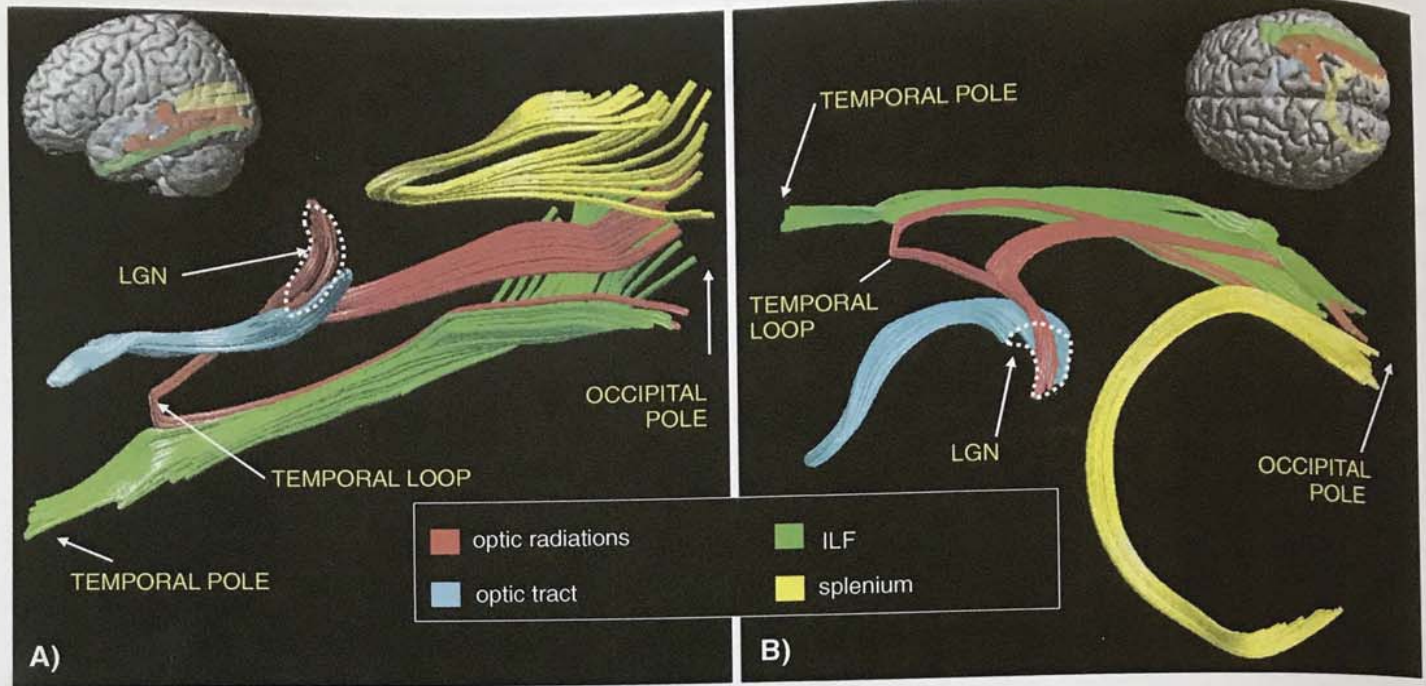 LGN
OCCIPITAL
POLE
TEMPORAL LOOP
TEMPORAL POLE
A)
TEMPORAL POLE
TEMPORAL
LOOP
LGN
OCCIPITAL
POLE
B)
optic radiations
ILF
optic tract
splenium